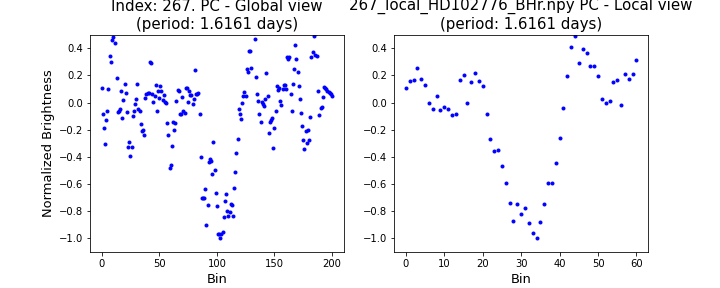 Index: 267. PC - Global view
(period: 1.6161 days)
267_local_HD102776_BHr.npy PC - Local view
(period: 1.6161 days)
Normalized Brightness
0.4
0.2
0.0
−0.2
−0.4
−0.6
−0.8
−1.0
0 50 100 150 200
Bin
0.4
0.2
0.0
−0.2
−0.4
−0.6
−0.8
−1.0
0 10 20 30 40 50 60
Bin